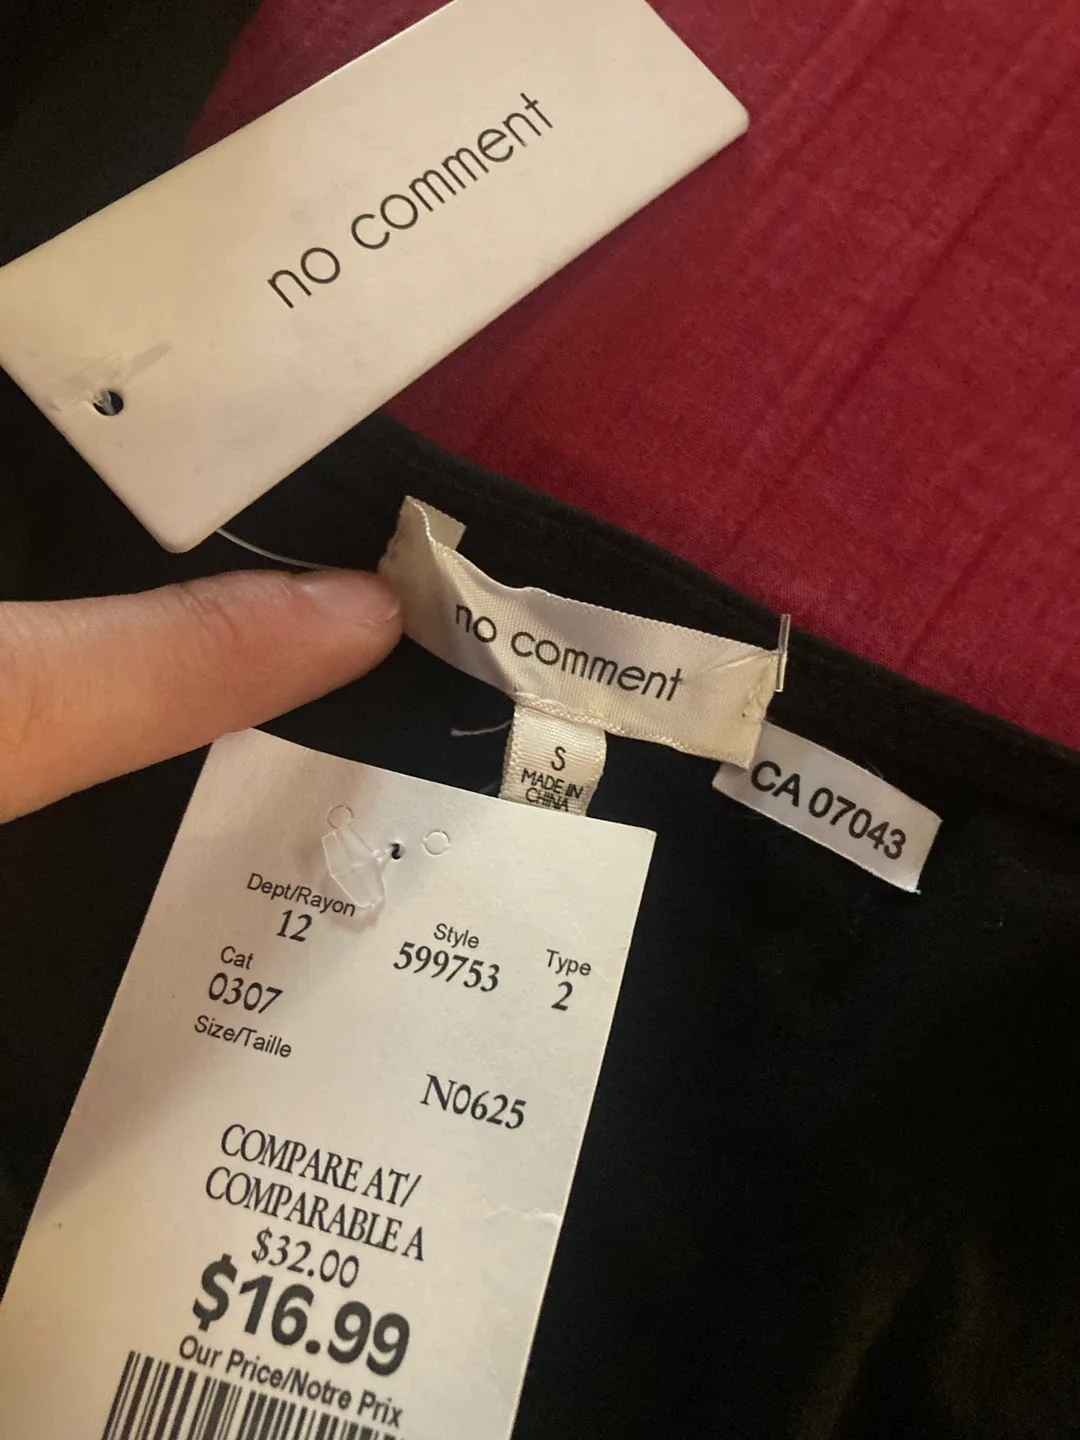 no comment
no comment
S
MADE IN
CHINA
CA 07043
Dept/Rayon
12
Style
599753
Type
2
Cat
0307
Size/Taille
N0625
COMPARE AT/
COMPARABLE A
$32.00
$16.99
Our Price/Notre Prix